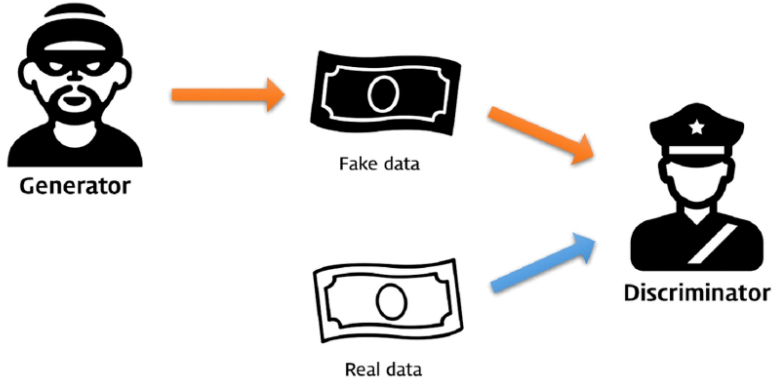 Generator
Fake data
Discriminator
Real data